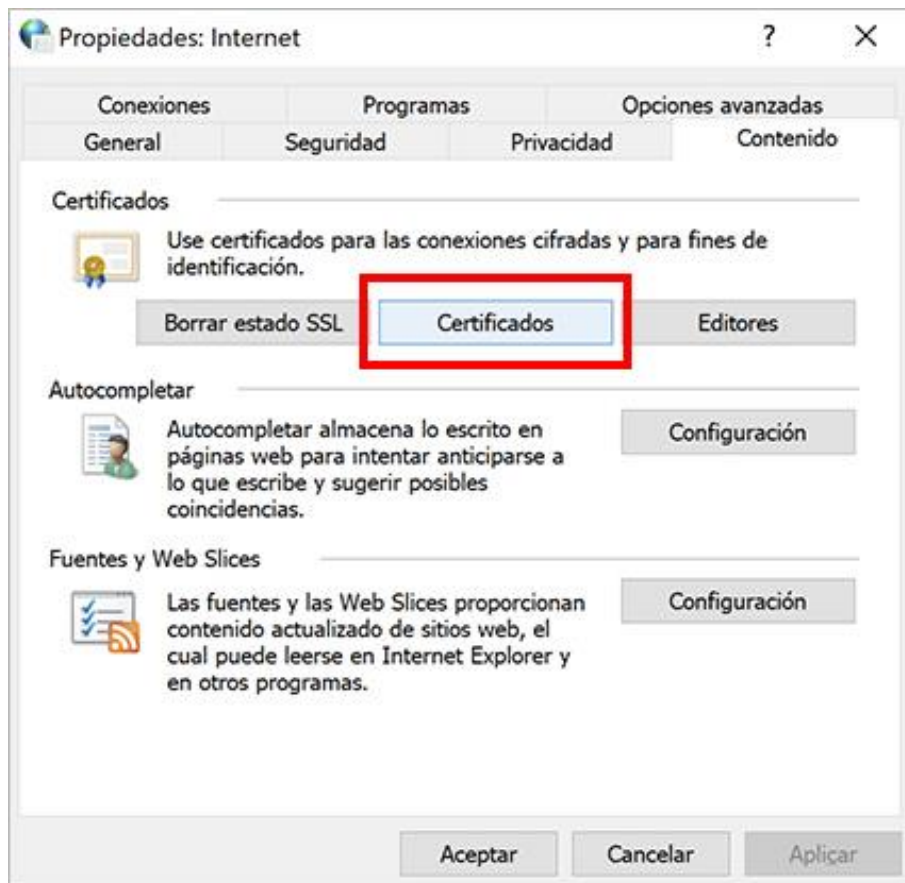 Propiedades: Internet
?
Conexiones Programas Opciones avanzadas
General Seguridad Privacidad Contenido
Certificados
Use certificados para las conexiones cifradas y para fines de
identificación.
Borrar estado SSL Certificados Editores
Autocompletar
Autocompletar almacena lo escrito en
páginas web para intentar anticiparse a
lo que escribe y sugerir posibles
coincidencias.
Configuración
Fuentes y Web Slices
Las fuentes y las Web Slices proporcionan
contenido actualizado de sitios web, el
cual puede leerse en Internet Explorer y
en otros programas.
Configuración
Aceptar Cancelar Aplicar